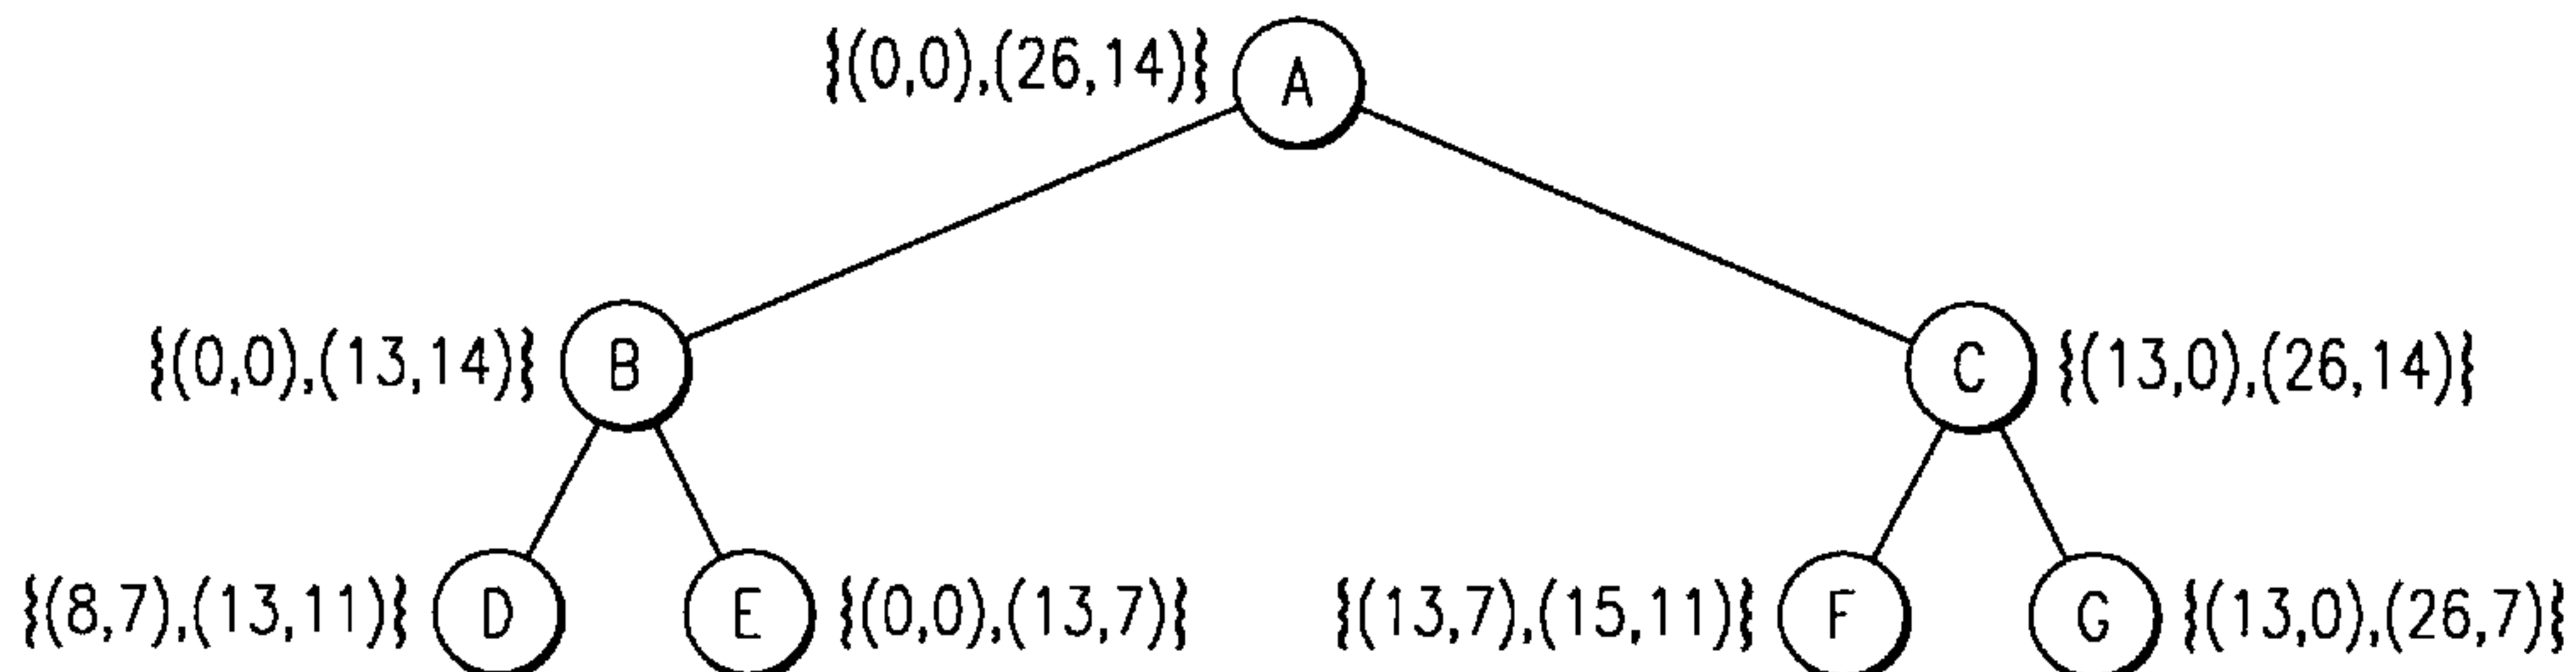 {(0,0),(26,14)} A
{(0,0),(13,14)} B C {(13,0),(26,14)}
{(8,7),(13,11)} D E {(0,0),(13,7)} {(13,7),(15,11)} F G {(13,0),(26,7)}